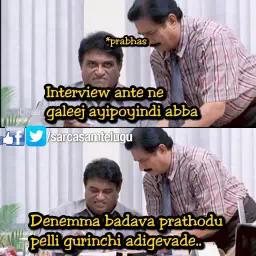 *prabhas
Interview ante ne
galeej ayipoyindi abba
f /sarcasamtelugu
Denemma badava prathodu
pelli gurinchi adigevade..